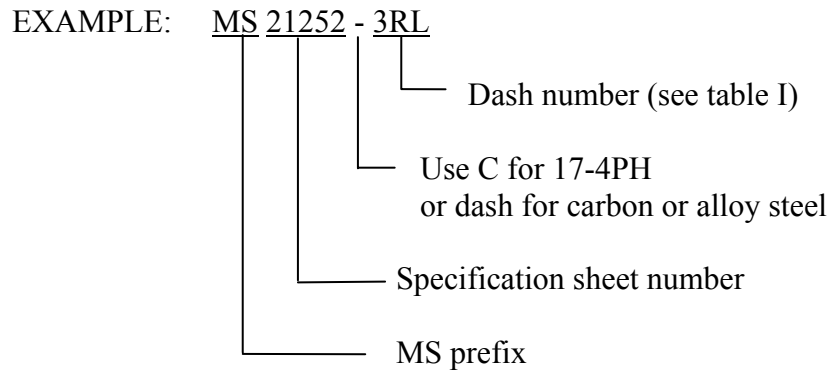 EXAMPLE: MS 21252 - 3RL
Dash number (see table I)
Use C for 17-4PH
or dash for carbon or alloy steel
Specification sheet number
MS prefix